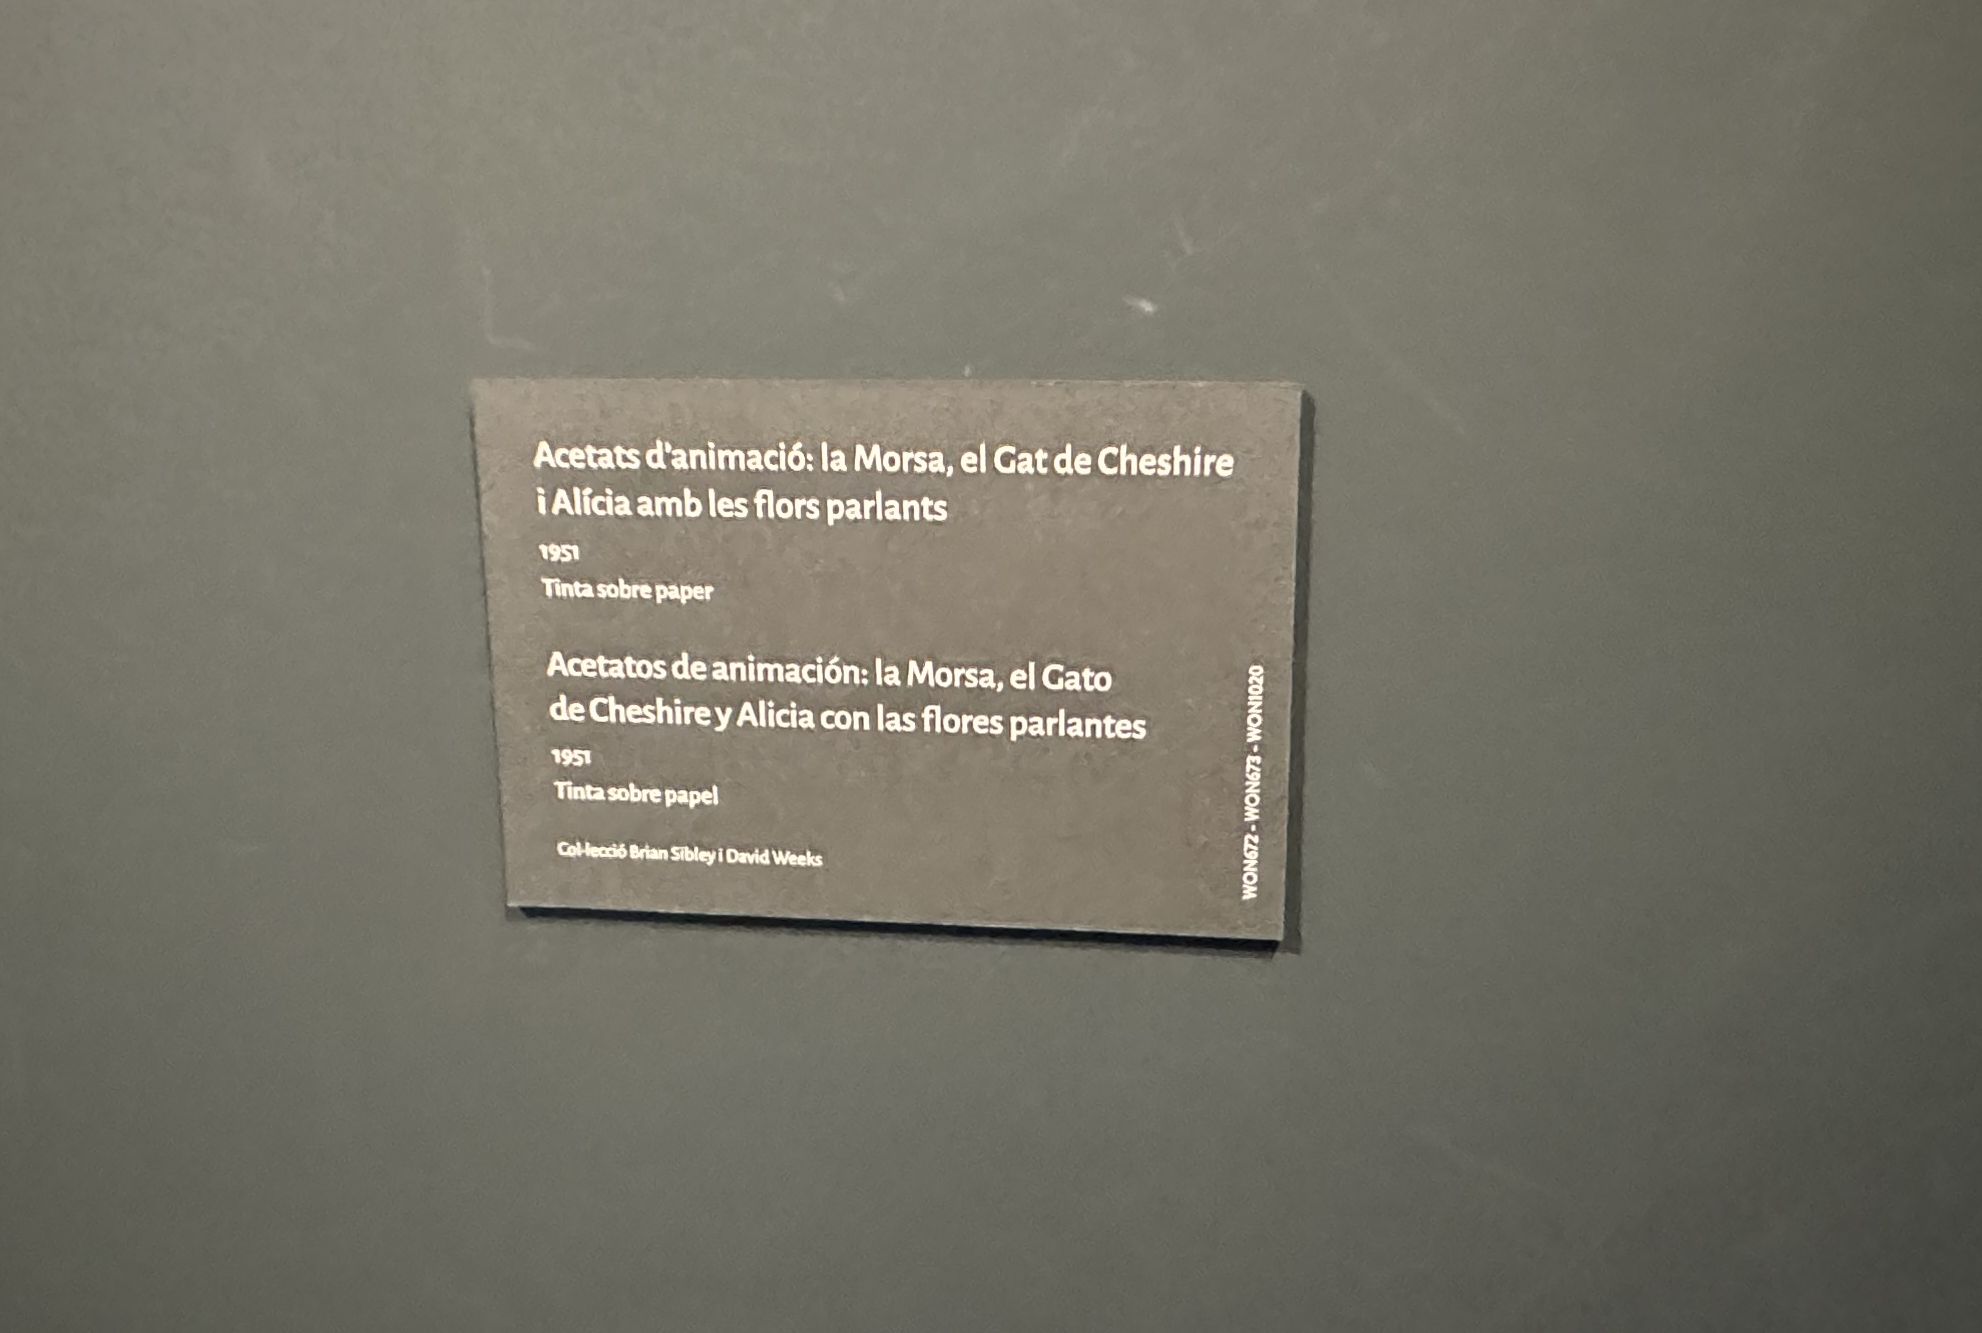 Acetats d'animació: la Morsa, el Gat de Cheshire
i Alícia amb les flors parlants
1951
Tinta sobre paper
Acetatos de animación: la Morsa, el Gato
de Cheshire y Alicia con las flores parlantes
1951
Tinta sobre papel
Col·lecció Brian Sibley i David Weeks
WON672 - WON673 - WON1020